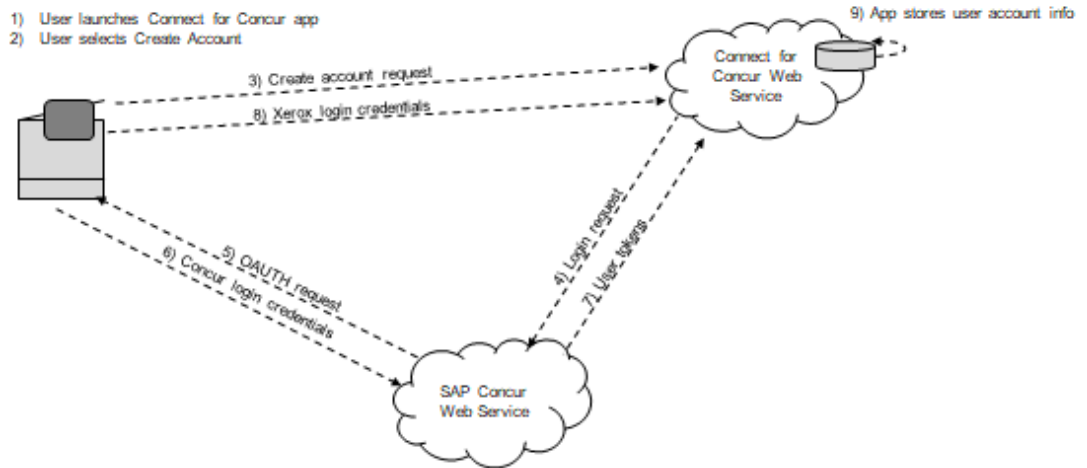 1) User launches Connect for Concur app
2) User selects Create Account
9) App stores user account info
Connect for
Concur Web
Service
3) Create account request
8) Xerox login credentials
4) Login request
7) User tokens
5) OAUTH request
6) Concur login credentials
SAP Concur
Web Service